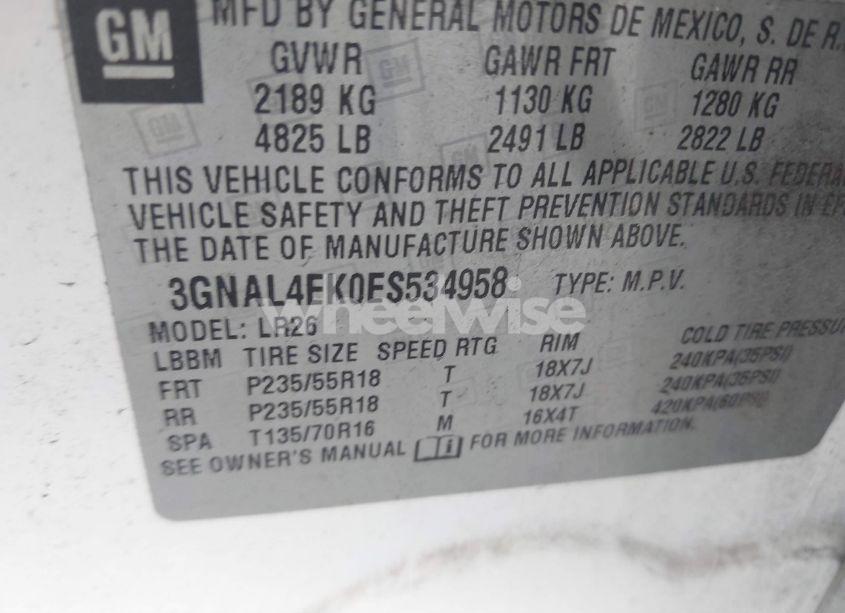 GM
MFD BY GENERAL MOTORS DE MEXICO, S. DE R.
GVWR GAWR FRT GAWR RR
2189 KG 1130 KG 1280 KG
4825 LB 2491 LB 2822 LB
THIS VEHICLE CONFORMS TO ALL APPLICABLE U.S. FEDERAL
VEHICLE SAFETY AND THEFT PREVENTION STANDARDS IN
THE DATE OF MANUFACTURE SHOWN ABOVE.
3GNAL4EK0ES534958 TYPE: M.P.V.
wheelwise
MODEL: LR26
LBBM TIRE SIZE SPEED RTG RIM COLD TIRE PRESSU
FRT P235/55R18 T 18X7J 240KPA(35PSI)
RR P235/55R18 T 18X7J 240KPA(35PSI)
SPA T135/70R16 M 16X4T 420KPA(60PSI)
SEE OWNER'S MANUAL FOR MORE INFORMATION.